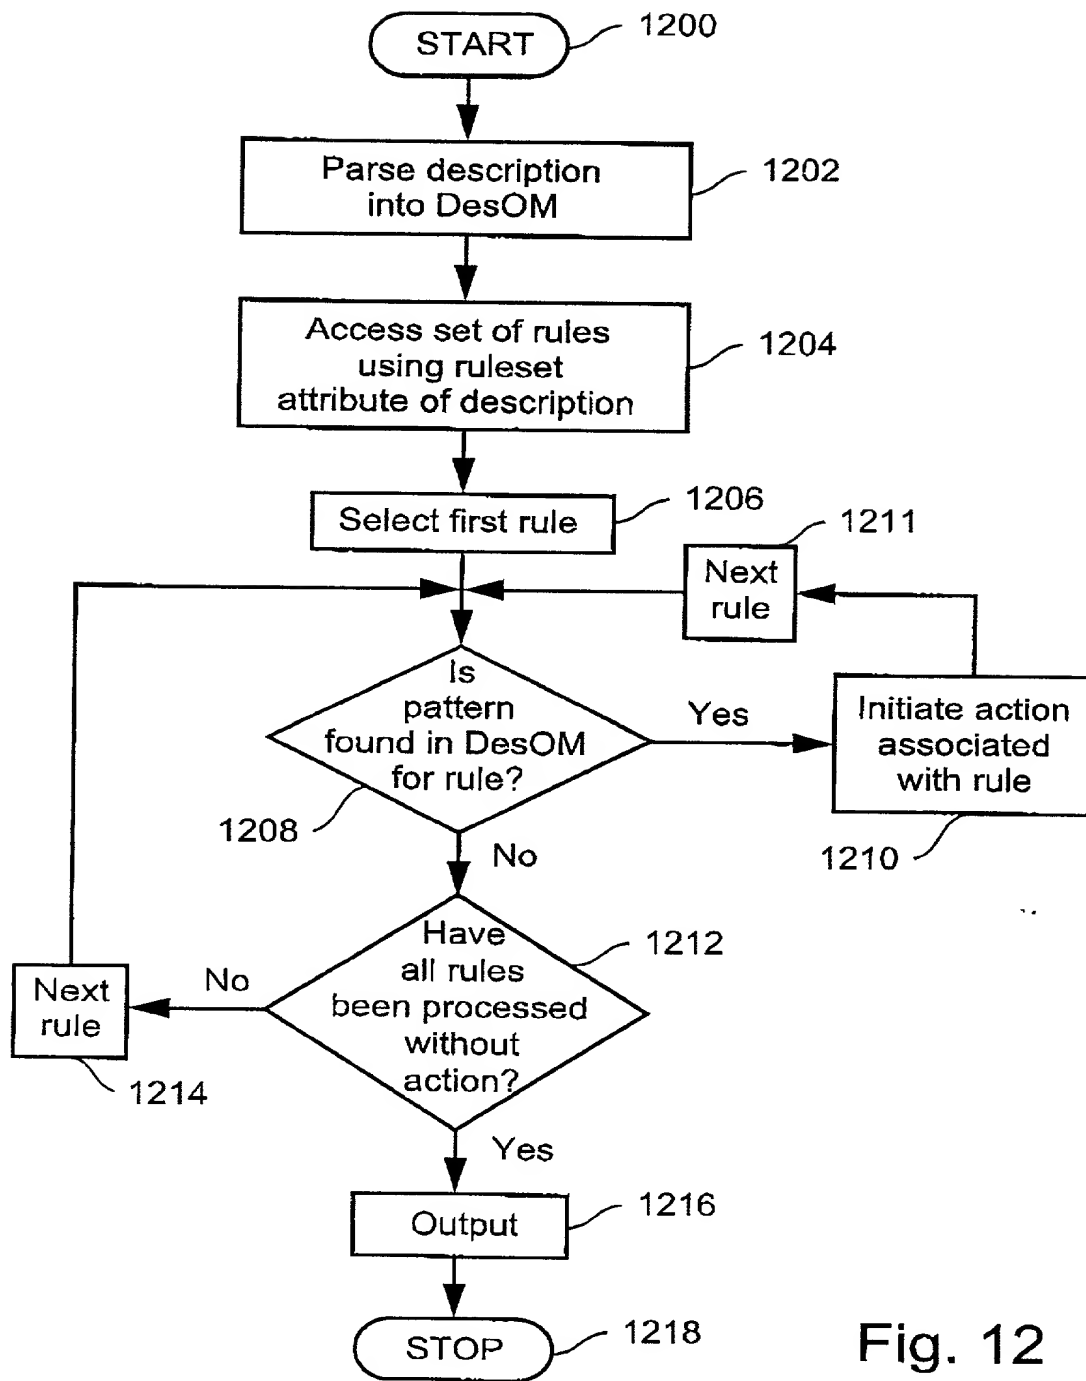 START
1200
Parse description
into DesOM
1202
Access set of rules
using ruleset
attribute of description
1204
Select first rule
1206
1211
Next
rule
Is
pattern
found in DesOM
for rule?
Yes
1208
Initiate action
associated
with rule
1210
No
Have
all rules
been processed
without
action?
1212
No
Next
rule
1214
Yes
Output
1216
STOP
1218
Fig. 12